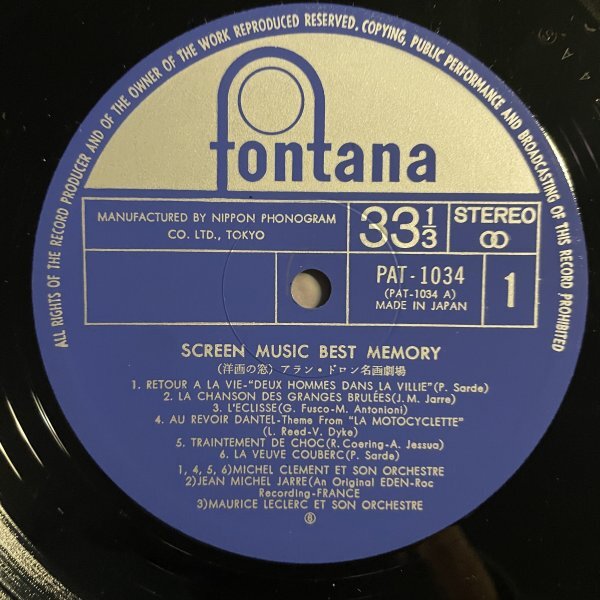 ALL RIGHTS OF THE RECORD PRODUCER AND OF THE OWNER OF THE WORK REPRODUCED RESERVED. COPYING, PUBLIC PERFORMANCE AND BROADCASTING OF THIS RECORD PROHIBITED
fontana
MANUFACTURED BY NIPPON PHONOGRAM
CO. LTD., TOKYO
33 1/3
STEREO
PAT-1034
(PAT-1034 A)
MADE IN JAPAN
1
SCREEN MUSIC BEST MEMORY
(洋画の窓) アラン・ドロン名画劇場
1. RETOUR A LA VIE-"DEUX HOMMES DANS LA VILLIE"(P. Sarde)
2. LA CHANSON DES GRANGES BRULÉES(J.M. Jarre)
3. L'ECLISSE(G. Fusco-M. Antonioni)
4. AU REVOIR DANTEL-Theme From "LA MOTOCYCLETTE"
(L. Reed-V. Dyke)
5. TRAINTEMENT DE CHOC(R. Coering-A. Jessua)
6. LA VEUVE COUBERC(P. Sarde)
1, 4, 5, 6)MICHEL CLEMENT ET SON ORCHESTRE
2)JEAN MICHEL JARRE(An Original EDEN-Roc
Recording-FRANCE
3)MAURICE LECLERC ET SON ORCHESTRE